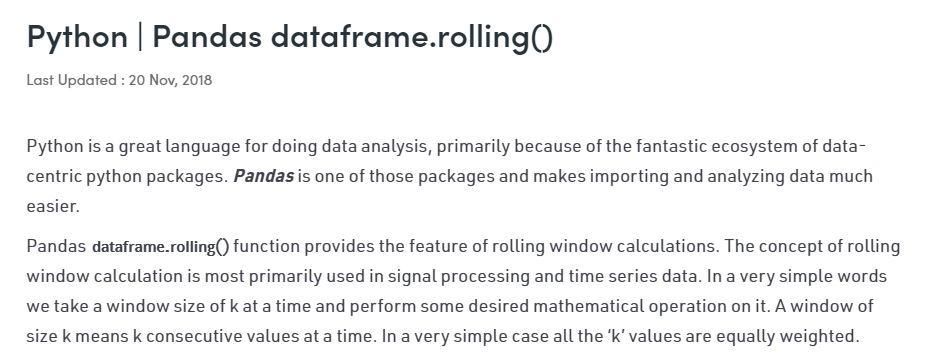 Python | Pandas dataframe.rolling()
Last Updated : 20 Nov, 2018
Python is a great language for doing data analysis, primarily because of the fantastic ecosystem of data-
centric python packages. Pandas is one of those packages and makes importing and analyzing data much
easier.
Pandas dataframe.rolling() function provides the feature of rolling window calculations. The concept of rolling
window calculation is most primarily used in signal processing and time series data. In a very simple words
we take a window size of k at a time and perform some desired mathematical operation on it. A window of
size k means k consecutive values at a time. In a very simple case all the ‘k’ values are equally weighted.